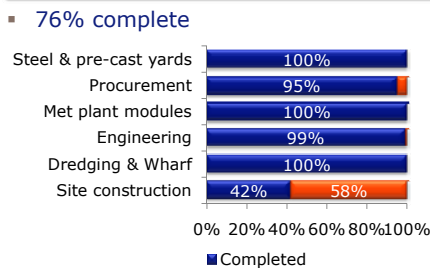 ▪ 76% complete
Steel & pre-cast yards 100%
Procurement 95%
Met plant modules 100%
Engineering 99%
Dredging & Wharf 100%
Site construction 42% 58%
0% 20% 40% 60% 80%100%
Completed